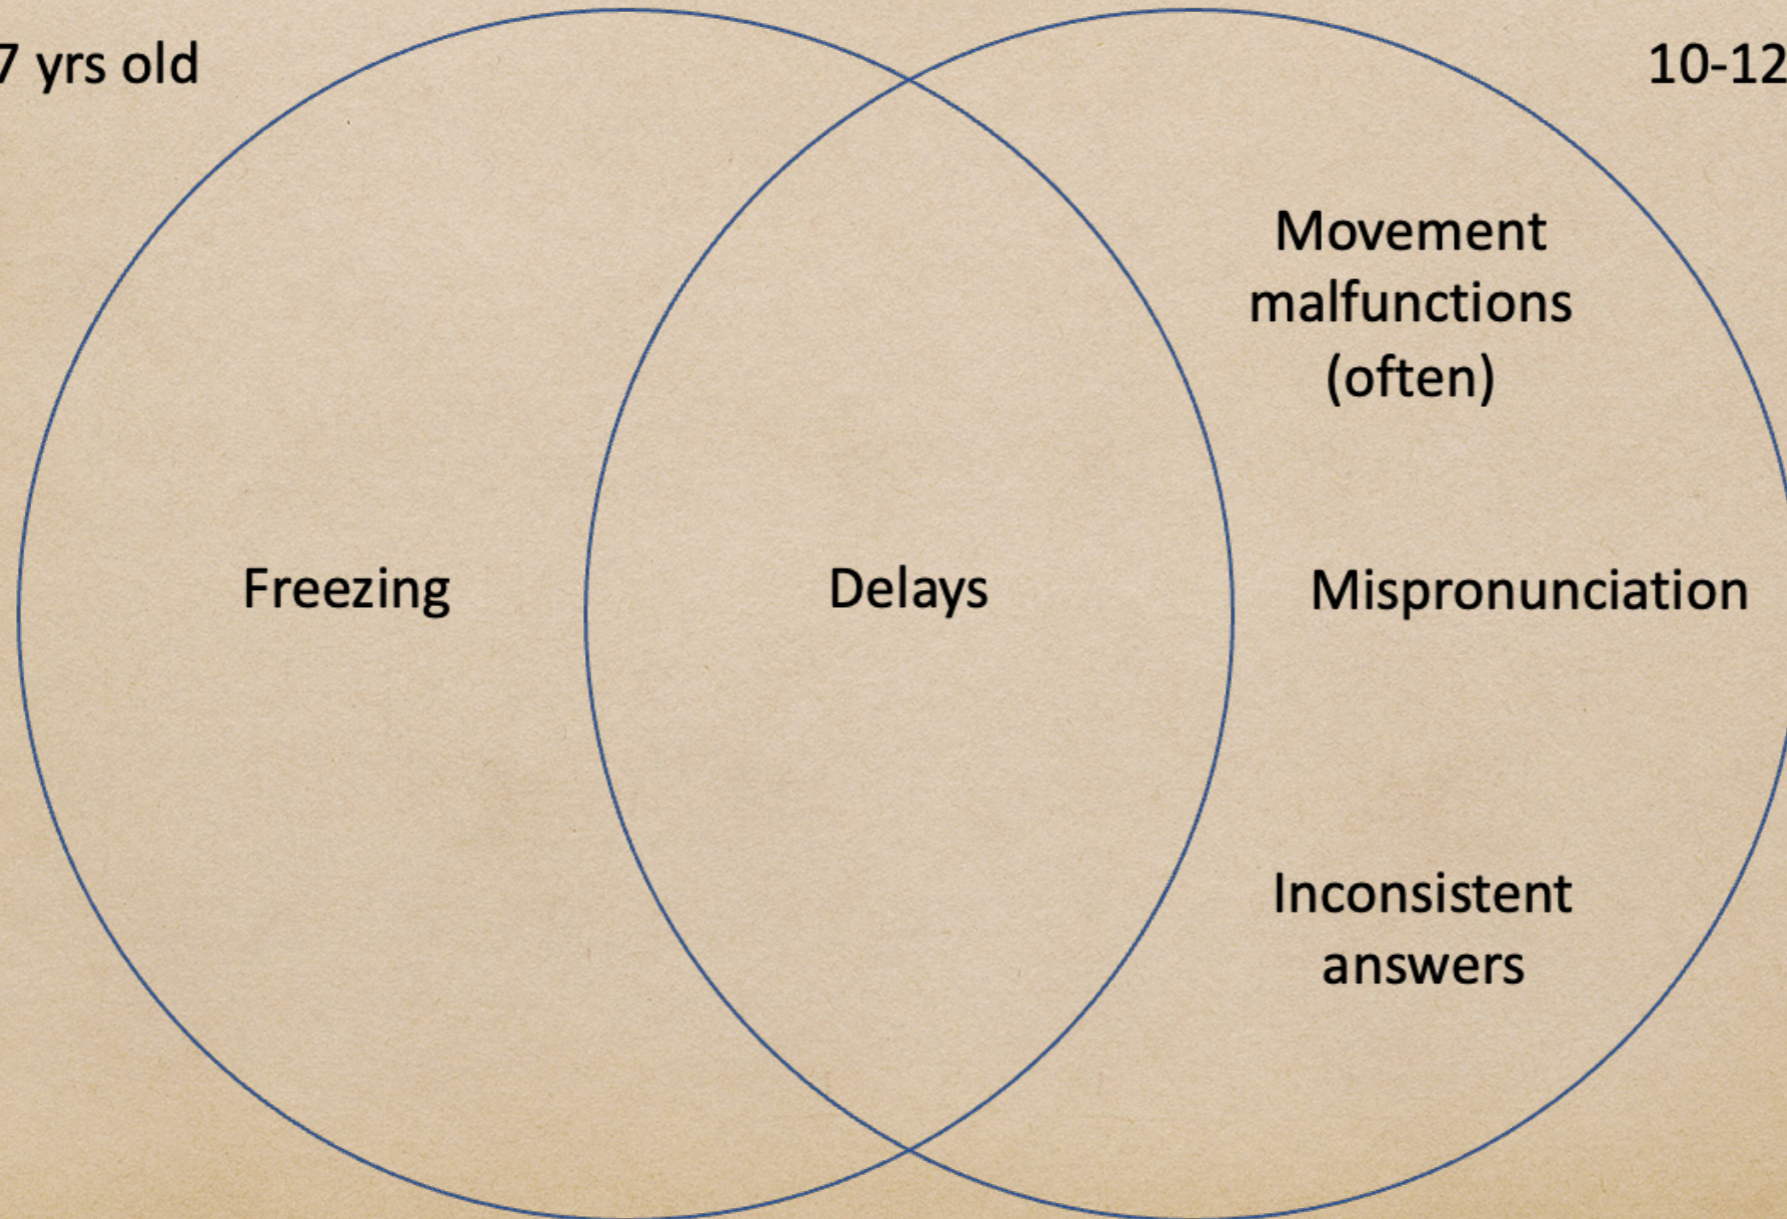 7 yrs old
10-12
Movement
malfunctions
(often)
Freezing
Delays
Mispronunciation
Inconsistent
answers